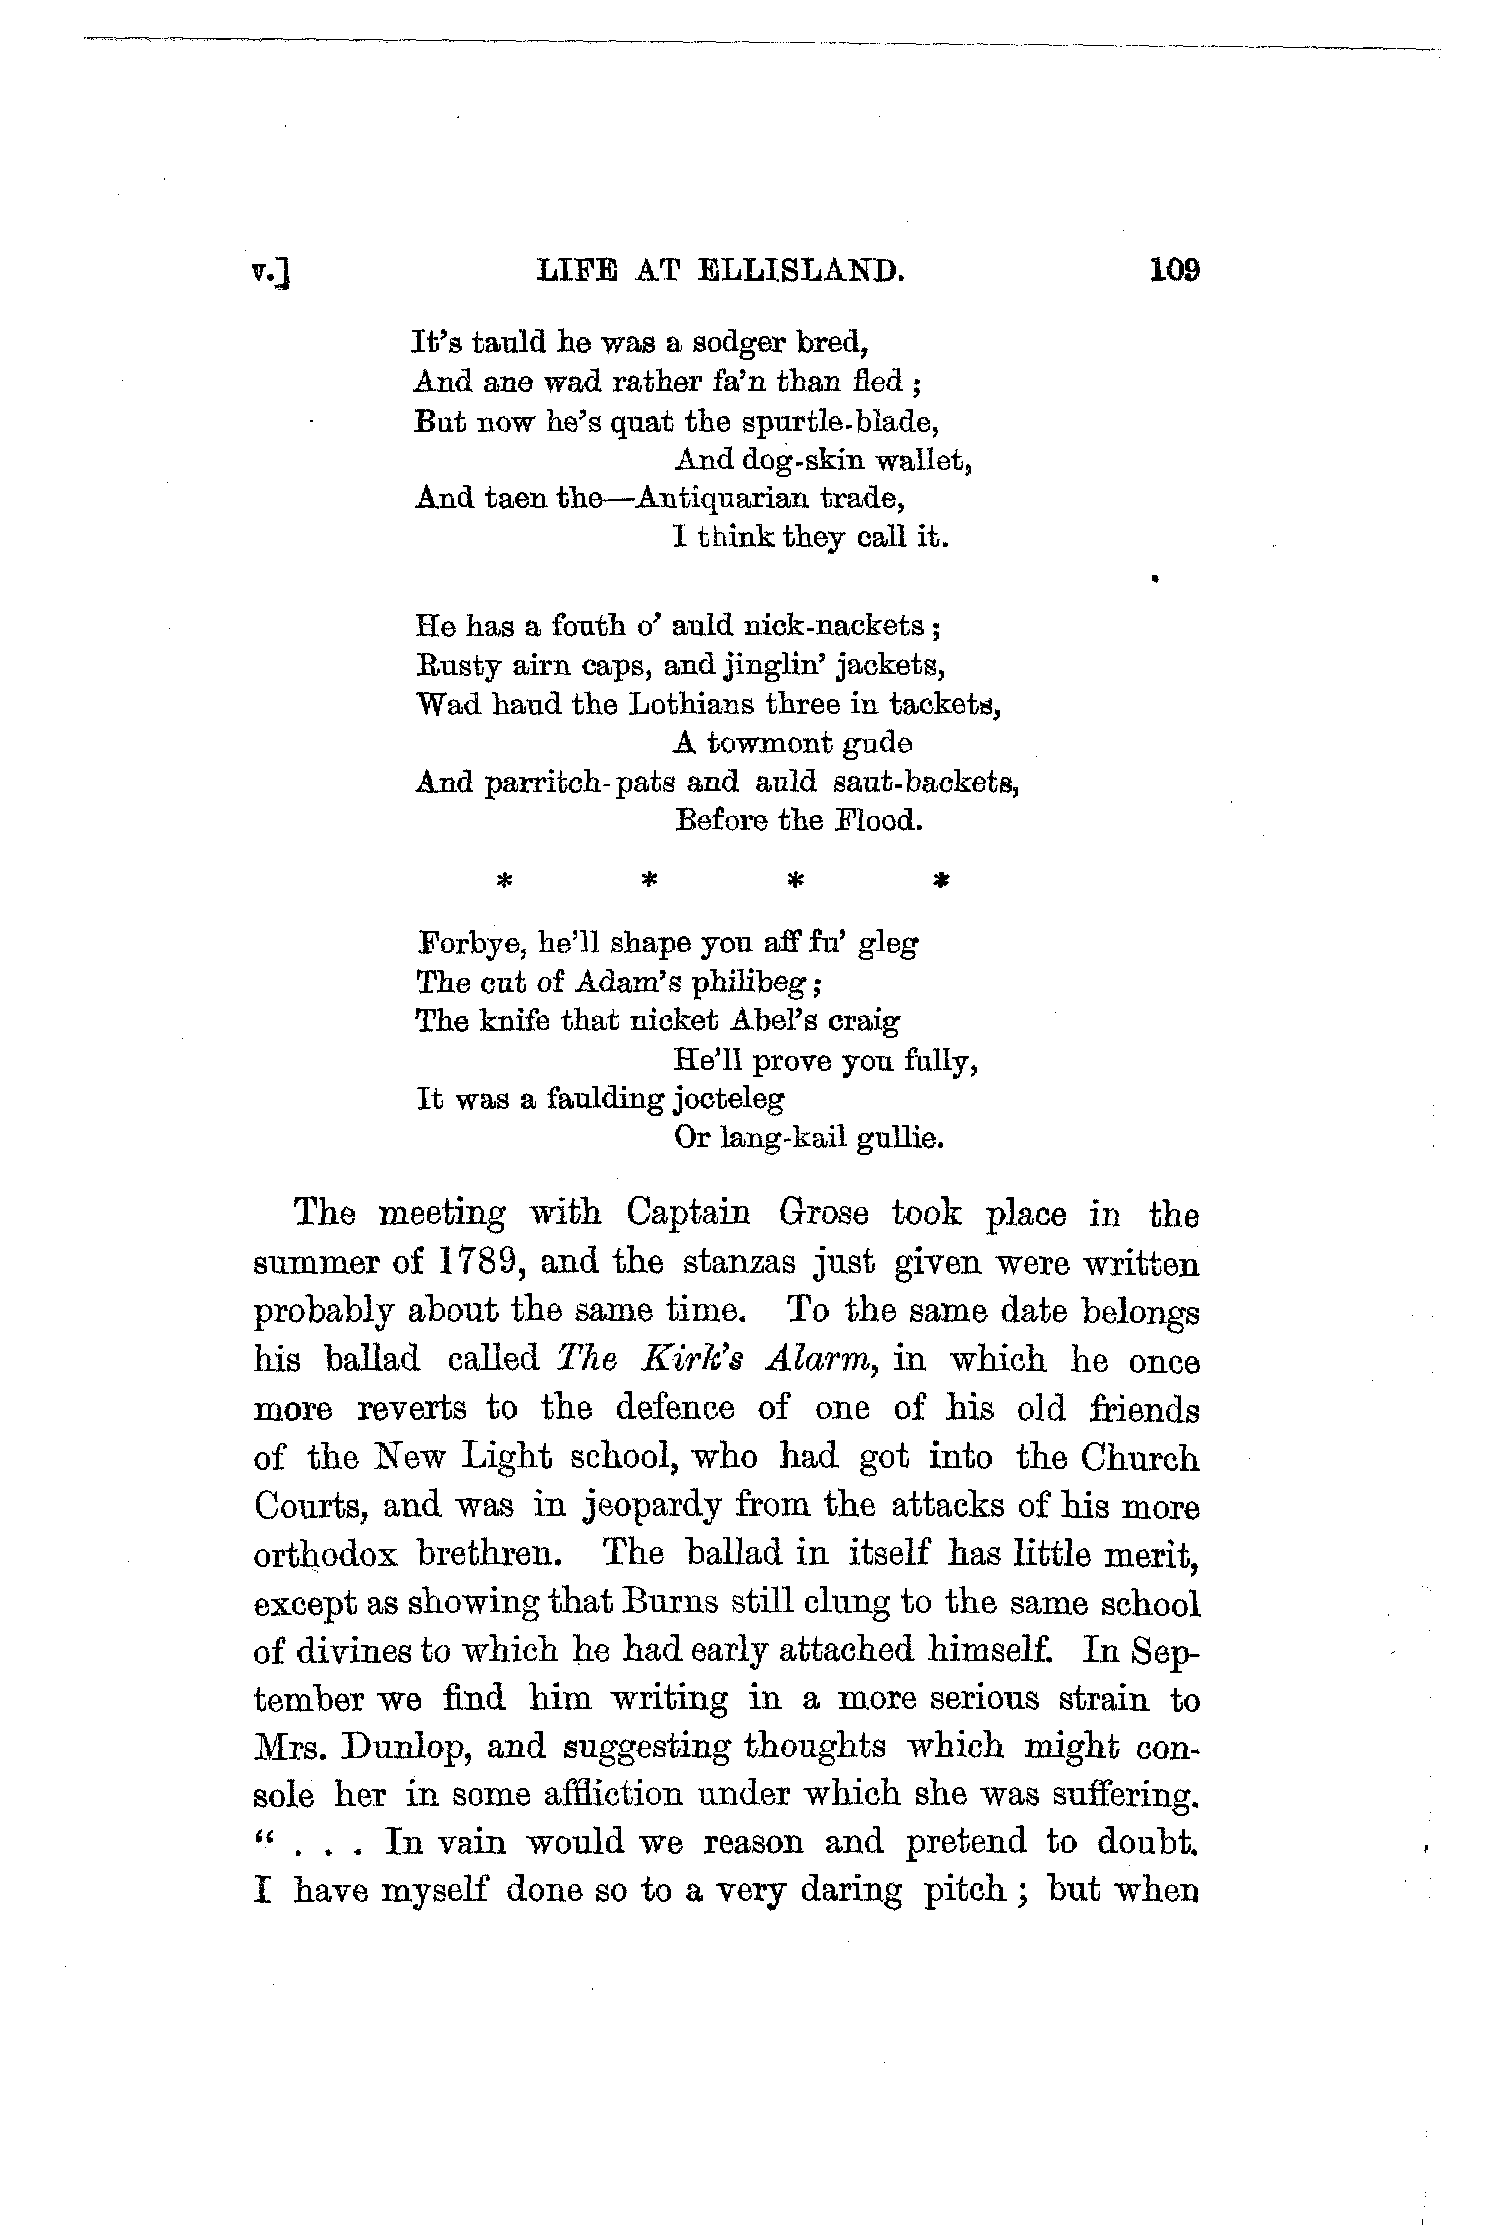 v.] LIFE AT ELLISLAND. 109
It's tauld he was a sodger bred,
And ane wad rather fa'n than fled ;
But now he's quat the spurtle-blade,
And dog-skin wallet,
And taen the—Antiquarian trade,
I think they call it.
He has a fouth o' auld nick-nackets ;
Rusty airn caps, and jinglin' jackets,
Wad haud the Lothians three in tackets,
A towmont gude
And parritch-pats and auld saut-backets,
Before the Flood.
* * * *
Forbye, he'll shape you aff fu' gleg
The cut of Adam's philibeg ;
The knife that nicket Abel's craig
He'll prove you fully,
It was a faulding jocteleg
Or lang-kail gullie.
The meeting with Captain Grose took place in the
summer of 1789, and the stanzas just given were written
probably about the same time. To the same date belongs
his ballad called The Kirk's Alarm, in which he once
more reverts to the defence of one of his old friends
of the New Light school, who had got into the Church
Courts, and was in jeopardy from the attacks of his more
orthodox brethren. The ballad in itself has little merit,
except as showing that Burns still clung to the same school
of divines to which he had early attached himself. In Sep-
tember we find him writing in a more serious strain to
Mrs. Dunlop, and suggesting thoughts which might con-
sole her in some affliction under which she was suffering.
" . . . In vain would we reason and pretend to doubt.
I have myself done so to a very daring pitch ; but when